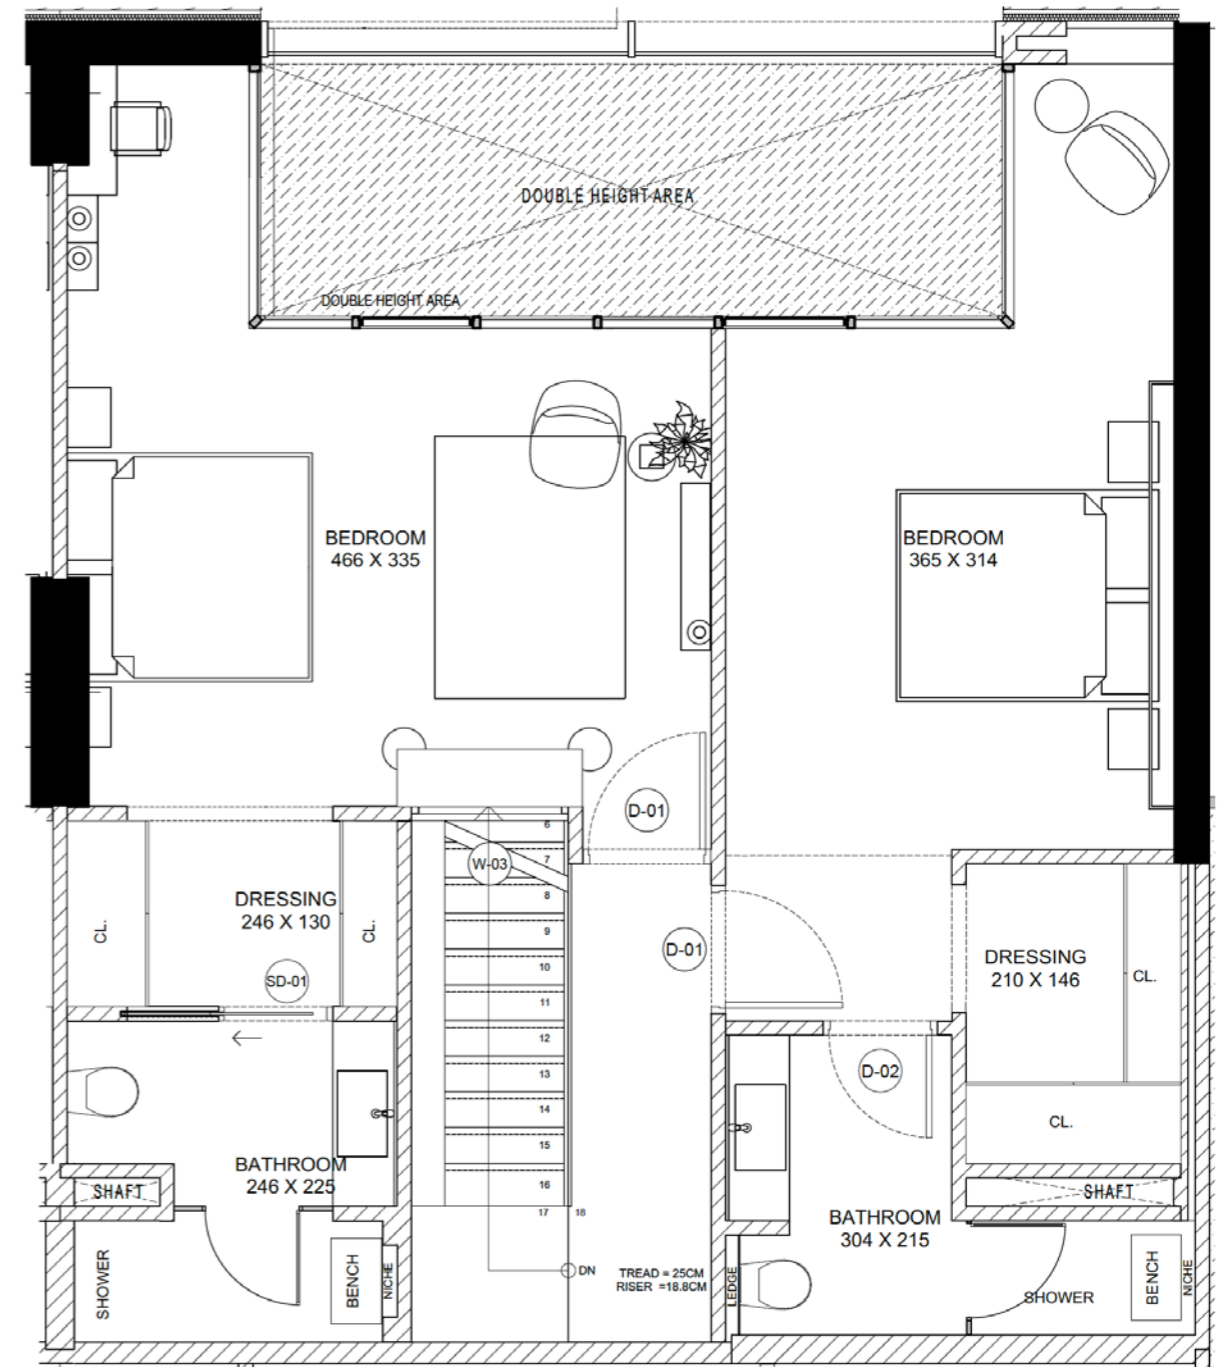 DOUBLE HEIGHT AREA
DOUBLE HEIGHT AREA
BEDROOM
466 X 335
BEDROOM
365 X 314
D-01
6
W-03
7
8
9
10
11
12
13
14
15
16
17
18
DRESSING
246 X 130
CL.
CL.
SD-01
D-01
DRESSING
210 X 146
CL.
CL.
D-02
BATHROOM
246 X 225
SHAFT
SHAFT
BATHROOM
304 X 215
SHOWER
BENCH
NICHE
DN
TREAD = 25CM
RISER =18.8CM
LEDGE
SHOWER
BENCH
NICHE